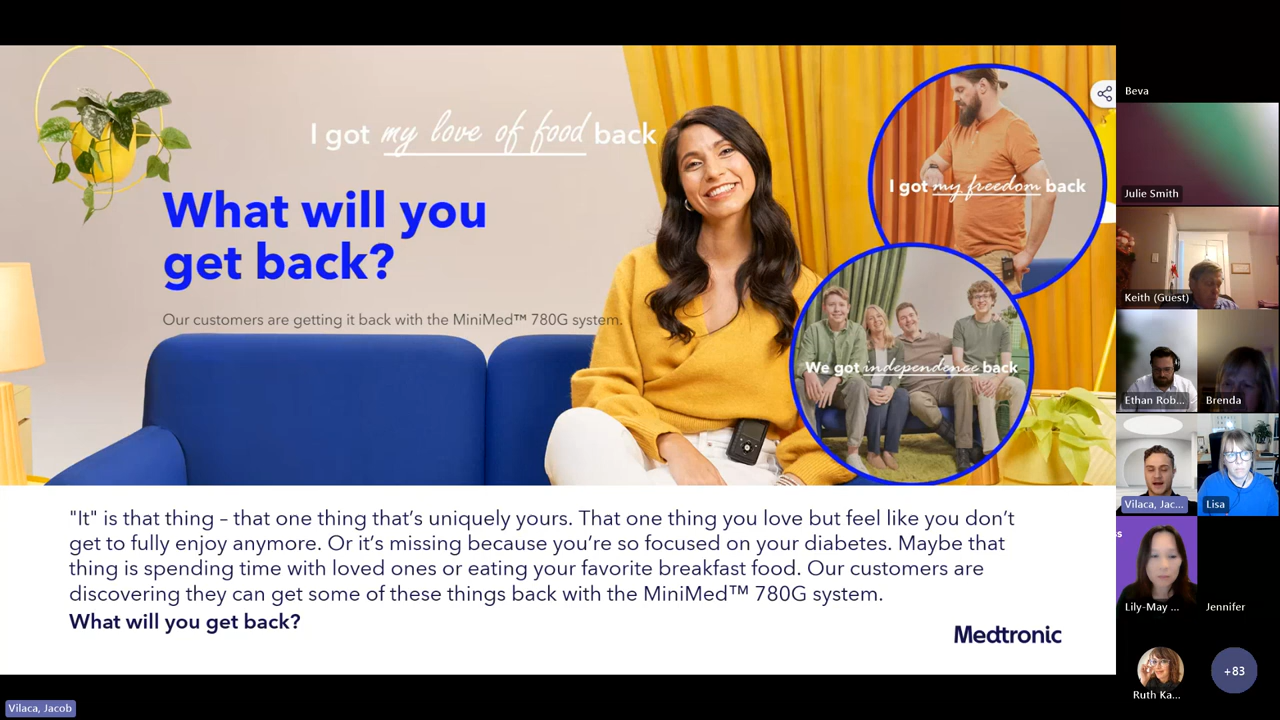 I got my love of food back
What will you
get back?
Our customers are getting it back with the MiniMed™ 780G system.
I got my freedom back
We got independence back
"It" is that thing – that one thing that's uniquely yours. That one thing you love but feel like you don't
get to fully enjoy anymore. Or it's missing because you're so focused on your diabetes. Maybe that
thing is spending time with loved ones or eating your favorite breakfast food. Our customers are
discovering they can get some of these things back with the MiniMed™ 780G system.
What will you get back?
Medtronic
Vilaca, Jacob
Beva
Julie Smith
Keith (Guest)
Ethan Rob...
Brenda
Vilaca, Jac...
Lisa
Lily-May ...
Jennifer
Ruth Ka...
+83